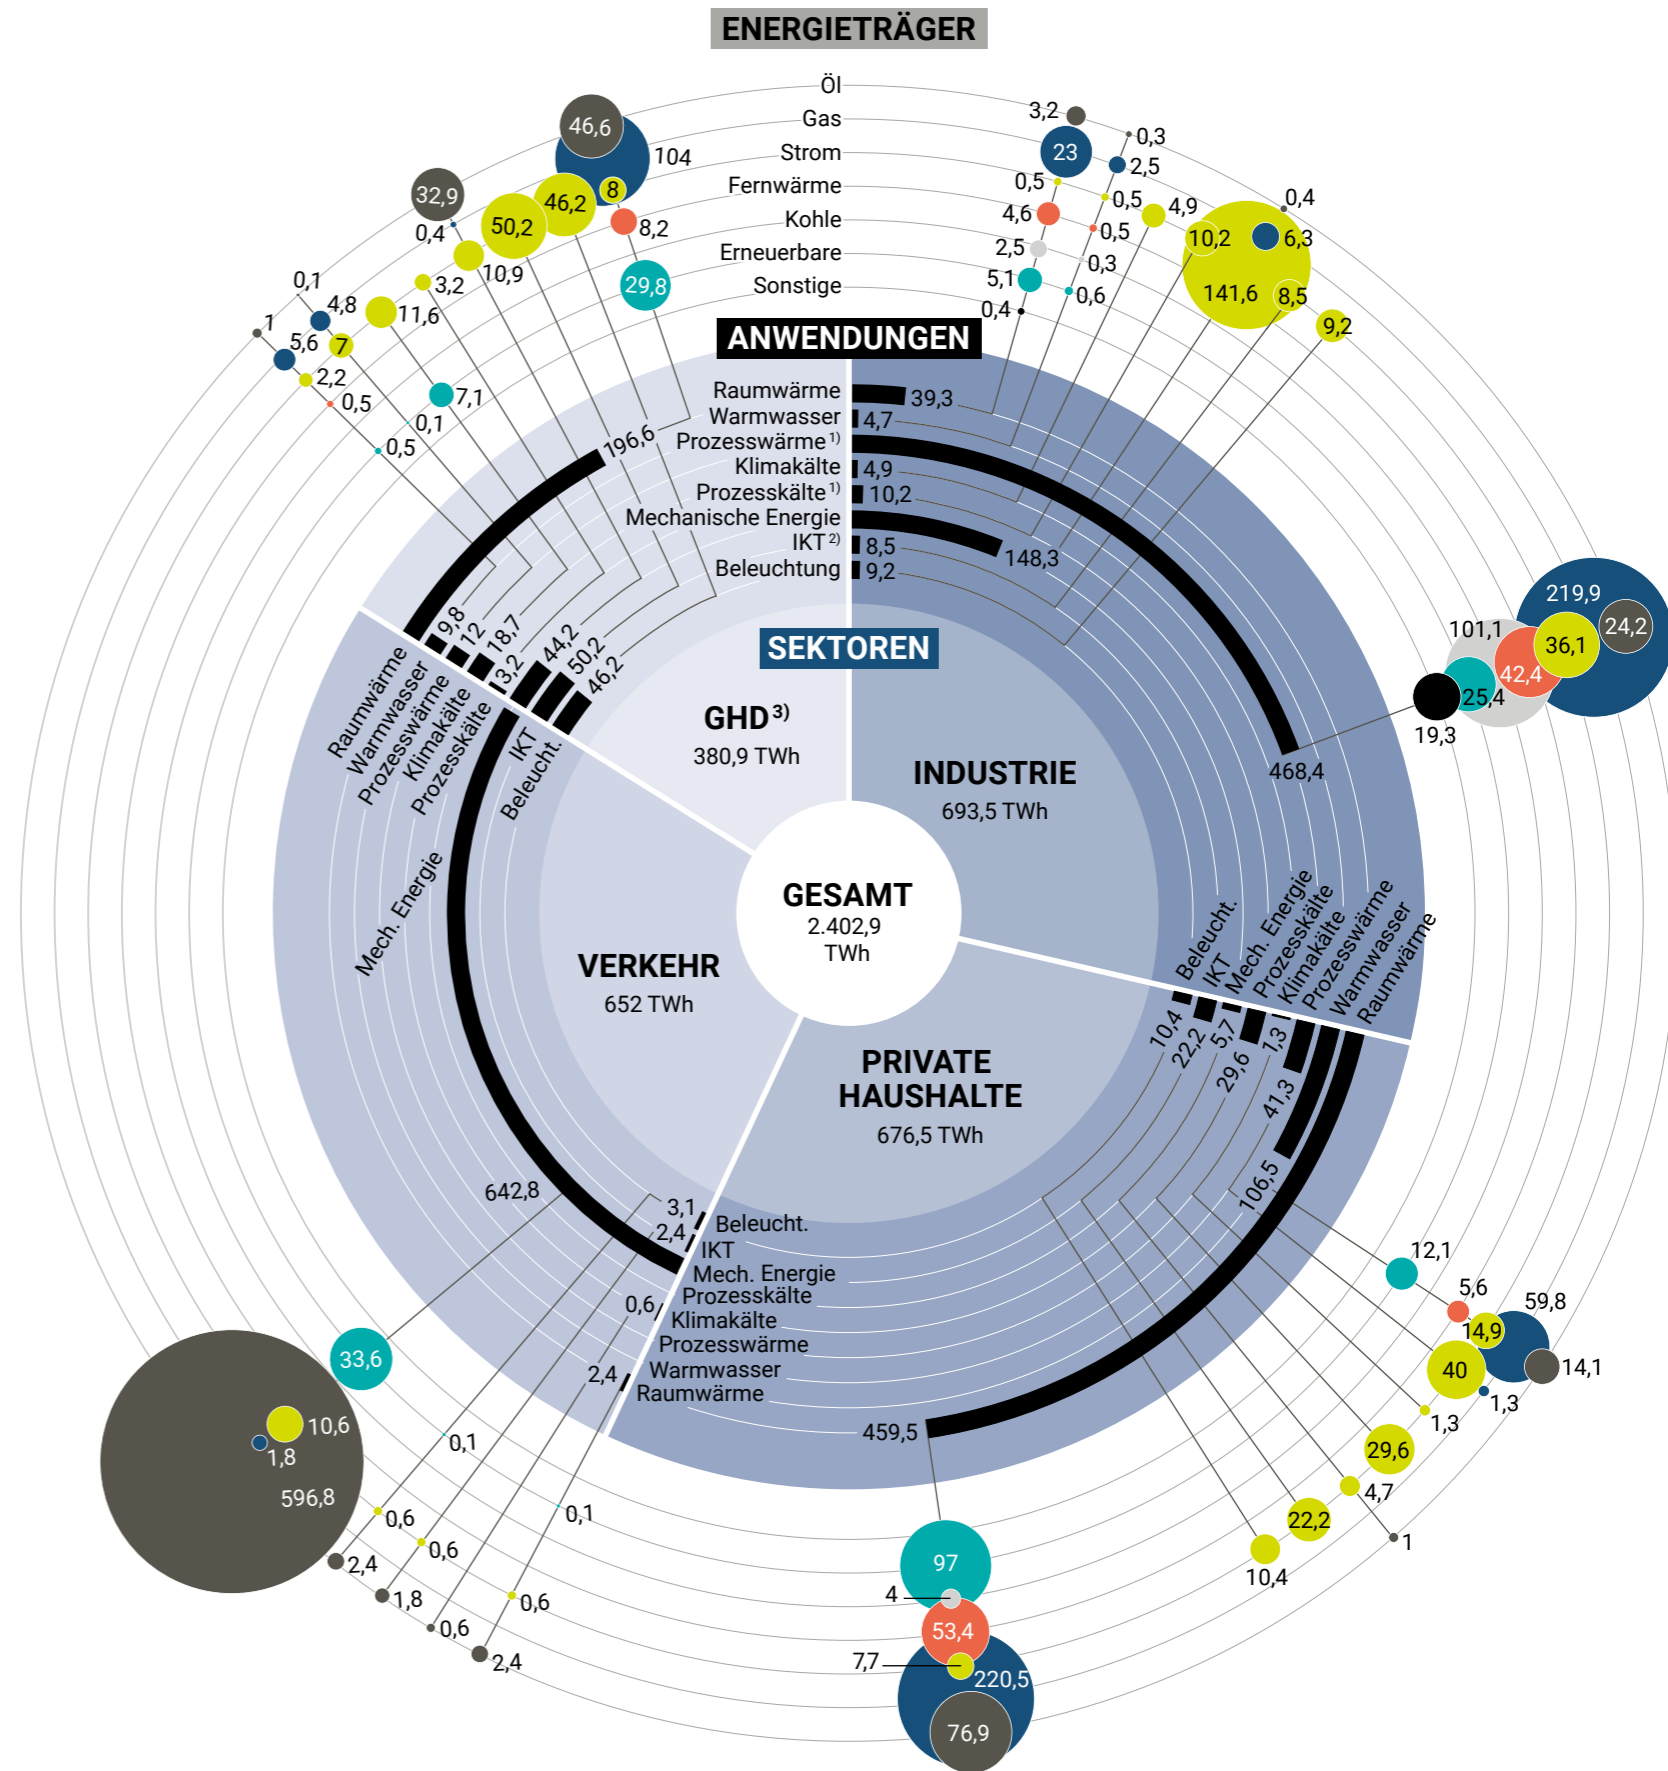 ENERGIETRÄGER
Öl
Gas
Strom
Fernwärme
Kohle
Erneuerbare
Sonstige
ANWENDUNGEN
Raumwärme
Warmwasser
Prozesswärme 1)
Klimakälte
Prozesskälte 1)
Mechanische Energie
IKT 2)
Beleuchtung
39,3
4,7
4,9
10,2
148,3
8,5
9,2
468,4
3,2
23
0,5
4,6
2,5
5,1
0,4
0,3
2,5
0,5
0,5
0,3
0,6
4,9
10,2
0,4
6,3
141,6
8,5
9,2
219,9
24,2
36,1
101,1
42,4
25,4
19,3
SEKTOREN
GHD 3)
380,9 TWh
INDUSTRIE
693,5 TWh
GESAMT
2.402,9
TWh
VERKEHR
652 TWh
PRIVATE
HAUSHALTE
676,5 TWh
46,6
104
8
8,2
29,8
46,2
50,2
32,9
0,4
10,9
3,2
11,6
7,1
0,1
4,8
7
0,1
1
5,6
2,2
0,5
0,5
196,6
9,8
12
18,7
3,2
44,2
50,2
46,2
Raumwärme
Warmwasser
Prozesswärme
Klimakälte
Prozesskälte
Mech. Energie
IKT
Beleucht.
Beleucht.
IKT
Mech. Energie
Prozesskälte
Klimakälte
Prozesswärme
Warmwasser
Raumwärme
10,4
22,2
5,7
29,6
1,3
41,3
106,5
459,5
12,1
5,6
14,9
59,8
14,1
40
1,3
1,3
29,6
4,7
1
22,2
10,4
97
4
53,4
7,7
220,5
76,9
642,8
3,1
2,4
0,6
2,4
Beleucht.
IKT
Mech. Energie
Prozesskälte
Klimakälte
Prozesswärme
Warmwasser
Raumwärme
33,6
10,6
1,8
596,8
0,1
0,6
2,4
0,6
1,8
0,1
0,6
0,6
2,4